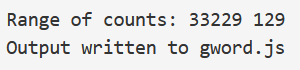 Range of counts: 33229 129
Output written to gword.js